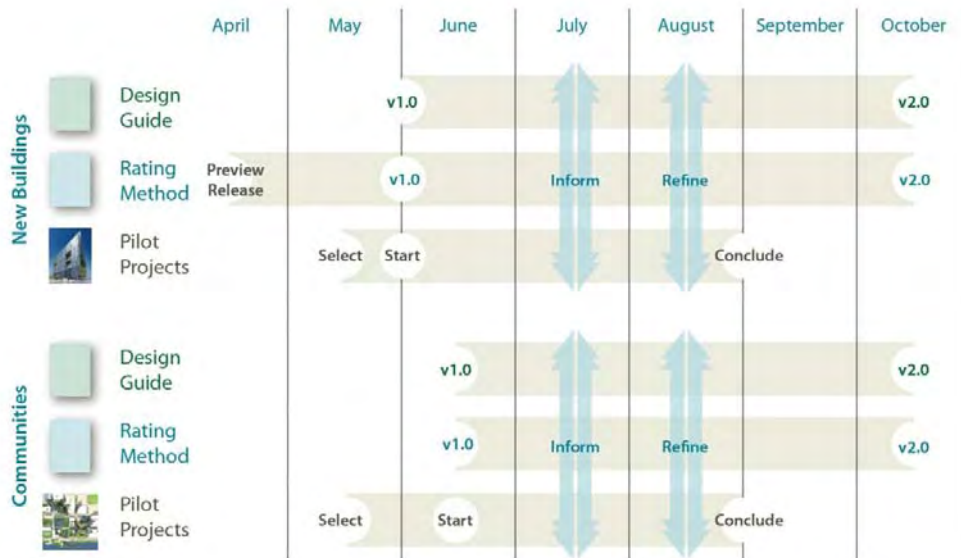 April May June July August September October
New Buildings
Design
Guide
v1.0 v2.0
Rating
Method
Preview
Release
v1.0 Inform Refine v2.0
Pilot
Projects
Select Start Conclude
Communities
Design
Guide
v1.0 v2.0
Rating
Method
v1.0 Inform Refine v2.0
Pilot
Projects
Select Start Conclude